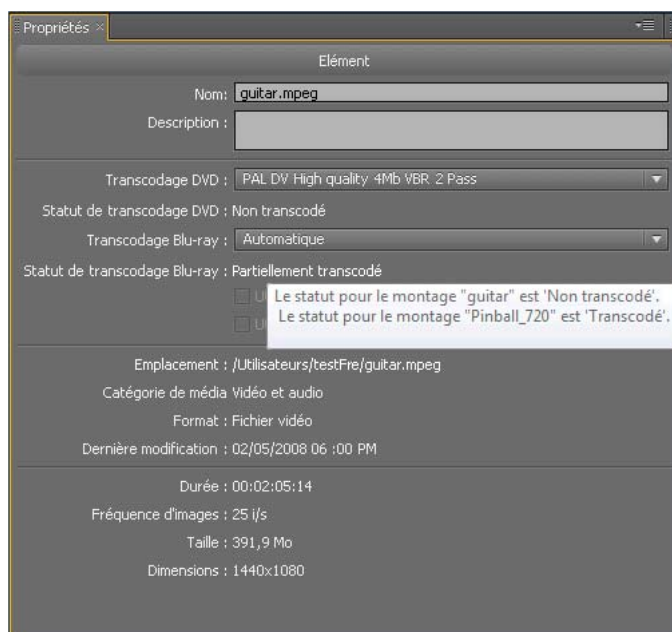 Propriétés
Elément
Nom: guitar.mpeg
Description :
Transcodage DVD : PAL DV High quality 4Mb VBR 2 Pass
Statut de transcodage DVD : Non transcodé
Transcodage Blu-ray : Automatique
Statut de transcodage Blu-ray : Partiellement transcodé
Le statut pour le montage "guitar" est 'Non transcodé'.
Le statut pour le montage "Pinball_720" est 'Transcodé'.
Emplacement : /Utilisateurs/testFre/guitar.mpeg
Catégorie de média Vidéo et audio
Format : Fichier vidéo
Dernière modification : 02/05/2008 06 :00 PM
Durée : 00:02:05:14
Fréquence d'images : 25 i/s
Taille : 391,9 Mo
Dimensions : 1440x1080